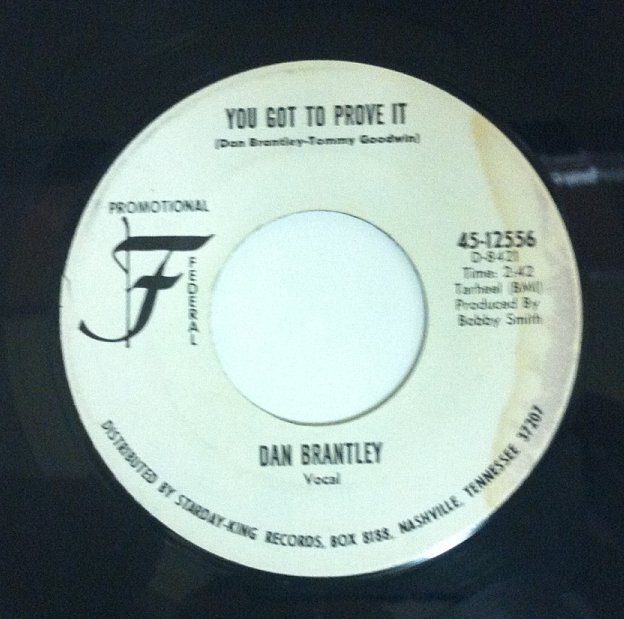 YOU GOT TO PROVE IT
(Dan Brantley-Tommy Goodwin)
PROMOTIONAL
F
FEDERAL
45-12556
D-8421
Time: 2:42
Tarheel (BMI)
Produced By
Bobby Smith
DAN BRANTLEY
Vocal
DISTRIBUTED BY STARDAY-KING RECORDS, BOX 8188, NASHVILLE, TENNESSEE 37207